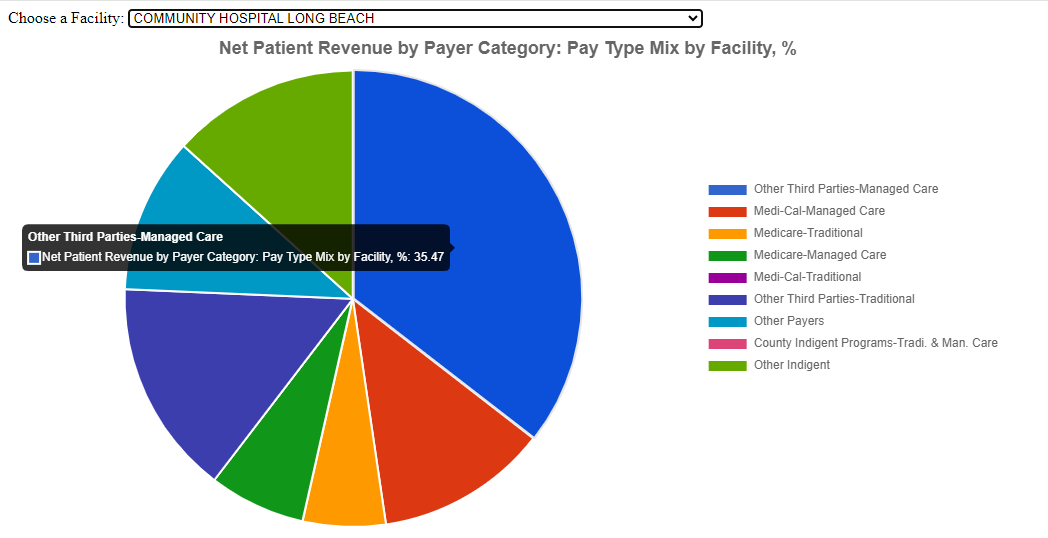 Choose a Facility: COMMUNITY HOSPITAL LONG BEACH
Net Patient Revenue by Payer Category: Pay Type Mix by Facility, %
Other Third Parties-Managed Care
Net Patient Revenue by Payer Category: Pay Type Mix by Facility, %: 35.47
Other Third Parties-Managed Care
Medi-Cal-Managed Care
Medicare-Traditional
Medicare-Managed Care
Medi-Cal-Traditional
Other Third Parties-Traditional
Other Payers
County Indigent Programs-Tradi. & Man. Care
Other Indigent